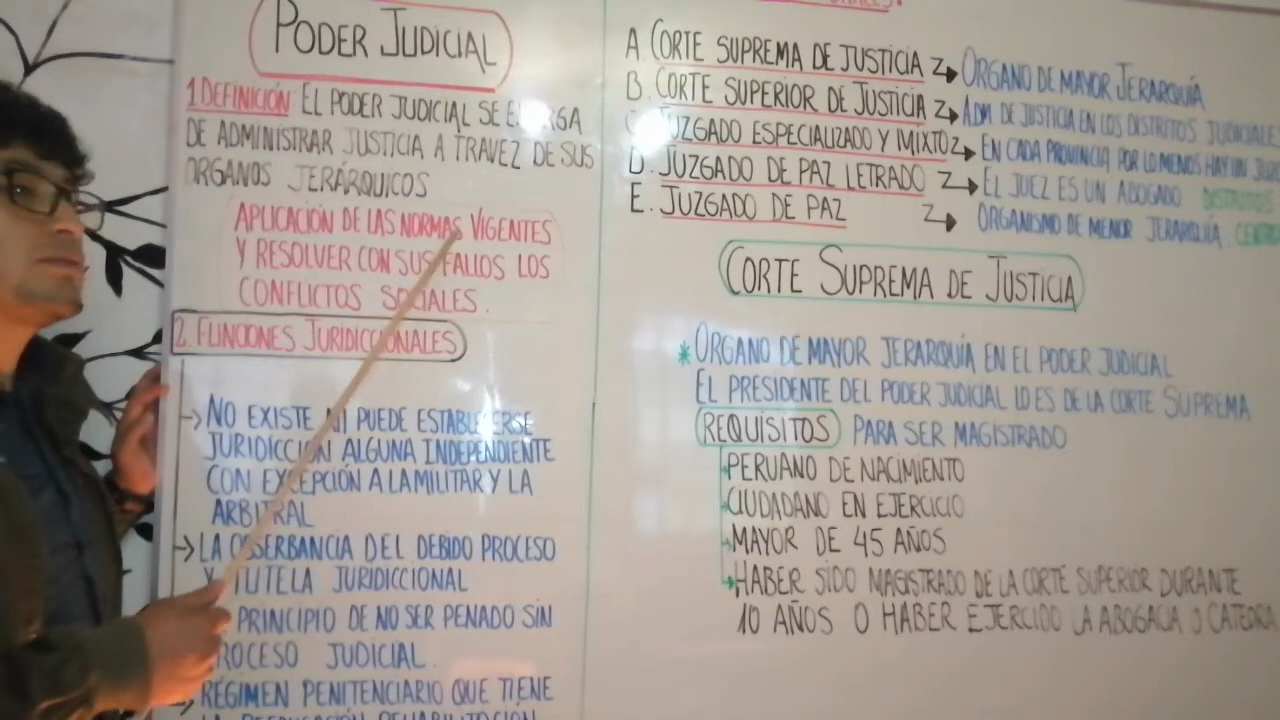 PODER JUDICIAL
1 DEFINICIÓN EL PODER JUDICIAL SE
DE ADMINISTRAR JUSTICIA A TRAVEZ DE SUS
ORGANOS JERÁRQUICOS
APLICACIÓN DE LAS NORMAS VIGENTES
Y RESOLVER CON SUS FALLOS LOS
CONFLICTOS SOCIALES.
2. FUNCIONES JURIDICCIONALES
NO EXISTE NI PUEDE ESTABLECERSE
JURIDICCIÓN ALGUNA INDEPENDIENTE
CON EXCEPCIÓN A LA MILITAR Y LA
ARBITRAL
LA OBSERBANCIA DEL DEBIDO PROCESO
Y TUTELA JURIDICCIONAL
PRINCIPIO DE NO SER PENADO SIN
PROCESO JUDICIAL.
RÉGIMEN PENITENCIARIO QUE TIENE
A CORTE SUPREMA DE JUSTICIA ORGANO DE MAYOR JERARQUÍA
B. CORTE SUPERIOR DE JUSTICIA ADM DE JUSTICIA EN LOS DISTRITOS JUDICIALE
JUZGADO ESPECIALIZADO Y MIXTO EN CADA PROVINCIA POR LO MENOS HAY UN
D. JUZGADO DE PAZ LETRADO EL JUEZ ES UN ABOGADO DISTRITOS
E. JUZGADO DE PAZ ORGANISMO DE MENOR JERARQUÍA.
CORTE SUPREMA DE JUSTICIA
* ORGANO DE MAYOR JERARQUÍA EN EL PODER JUDICIAL
EL PRESIDENTE DEL PODER JUDICIAL LO ES DE LA CORTE SUPREMA
REQUISITOS PARA SER MAGISTRADO
PERUANO DE NACIMIENTO
CIUDADANO EN EJERCICIO
MAYOR DE 45 AÑOS
HABER SIDO MAGISTRADO DE LA CORTE SUPERIOR DURANTE
10 AÑOS O HABER EJERCIDO LA ABOGACIA O CATEDRA